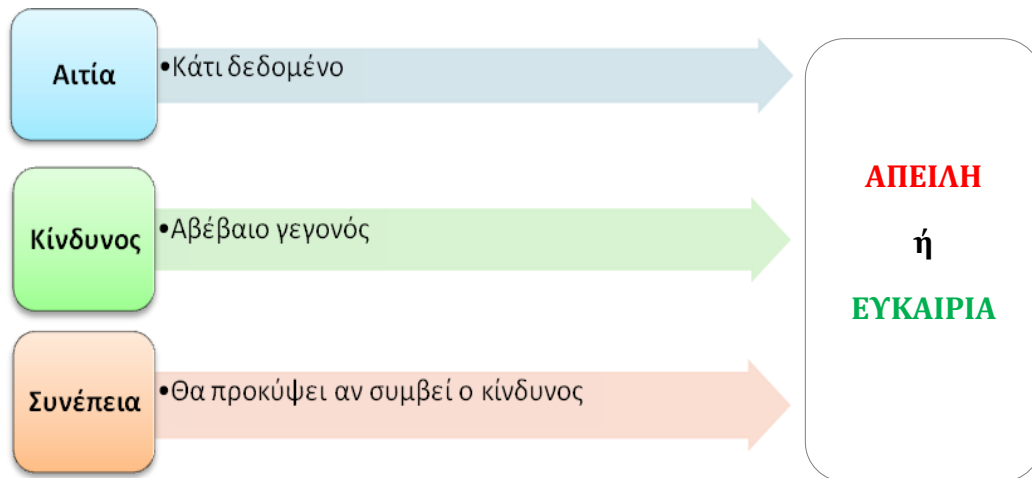 Αιτία
•Κάτι δεδομένο
Κίνδυνος
•Αβέβαιο γεγονός
Συνέπεια
•Θα προκύψει αν συμβεί ο κίνδυνος
ΑΠΕΙΛΗ
ή
ΕΥΚΑΙΡΙΑ